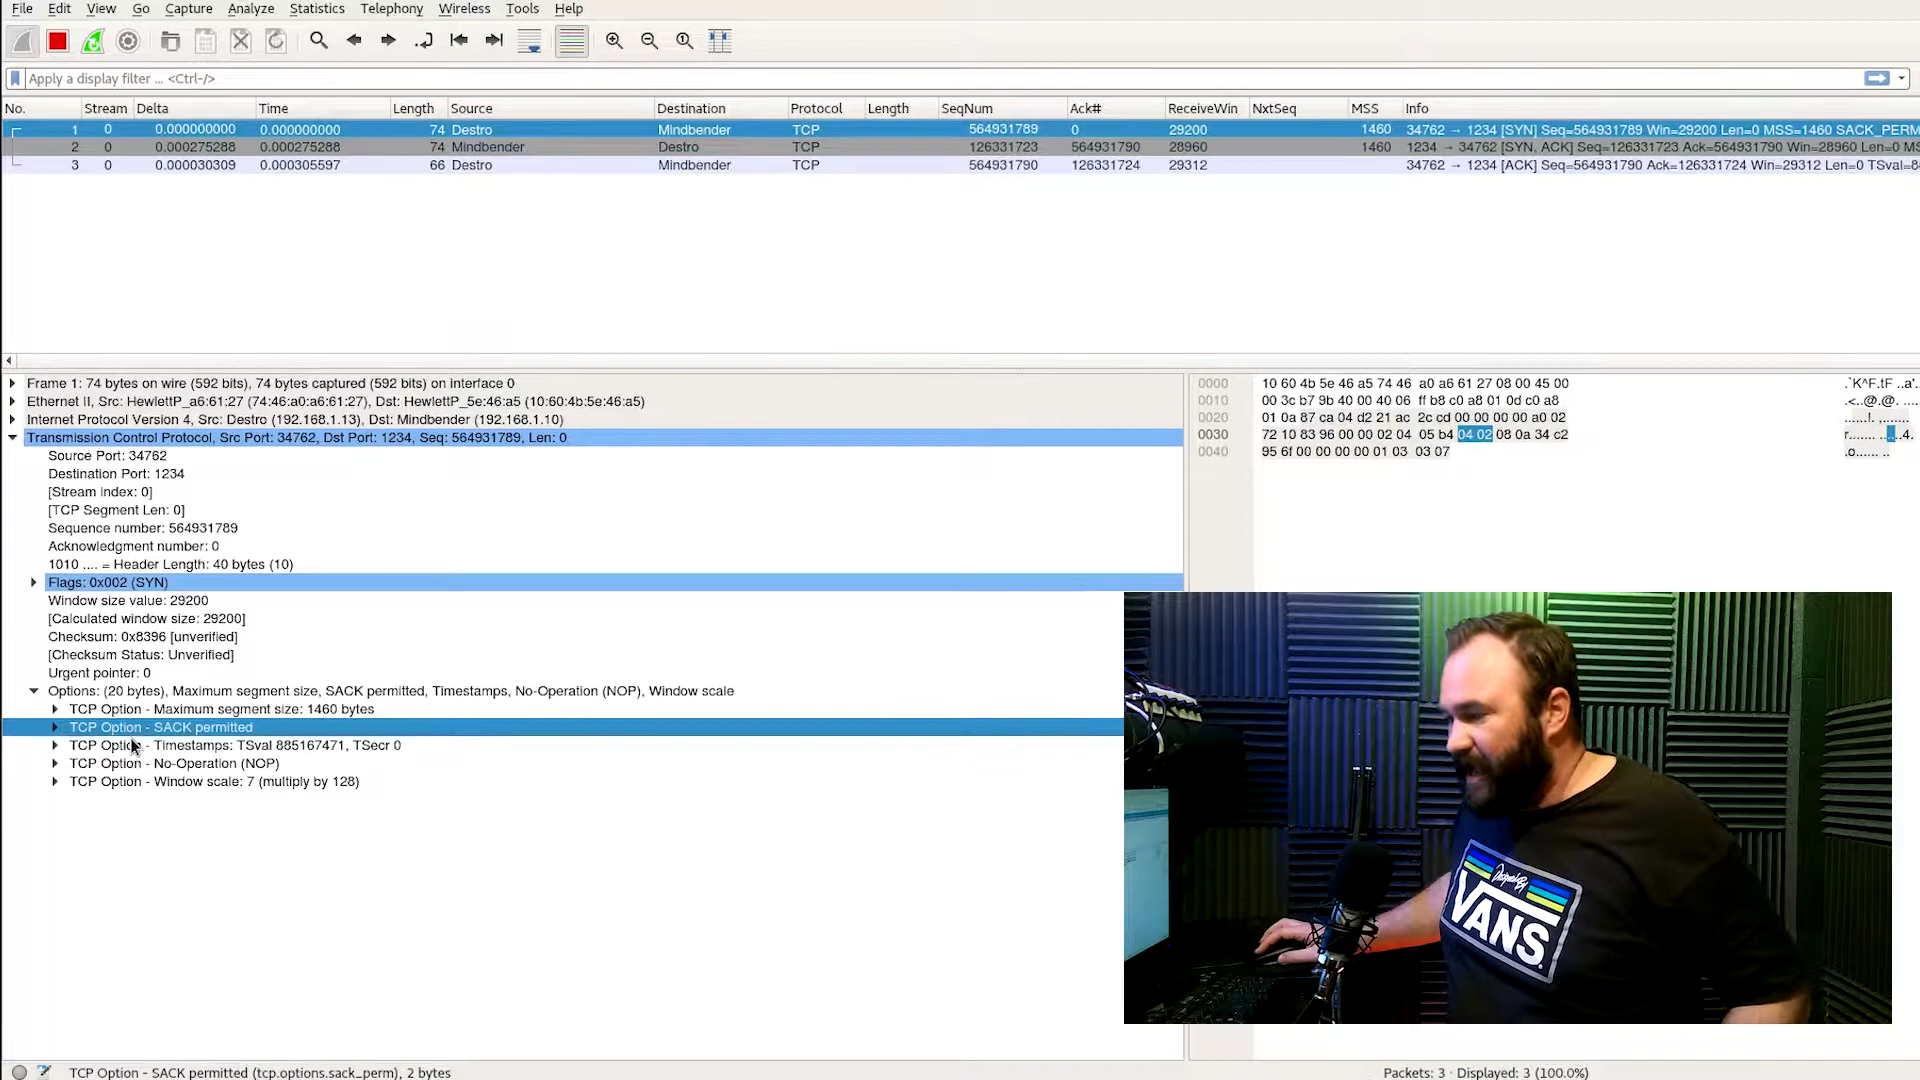 File Edit View Go Capture Analyze Statistics Telephony Wireless Tools Help
Apply a display filter ... <Ctrl-/>
No. Stream Delta Time Length Source Destination Protocol Length SeqNum Ack# ReceiveWin NxtSeq MSS Info
1 0 0.000000000 0.000000000 74 Destro Mindbender TCP 564931789 0 29200 1460 34762 → 1234 [SYN] Seq=564931789 Win=29200 Len=0 MSS=1460 SACK_PERM
2 0 0.000275288 0.000275288 74 Mindbender Destro TCP 126331723 564931790 28960 1460 1234 → 34762 [SYN, ACK] Seq=126331723 Ack=564931790 Win=28960 Len=0 MS
3 0 0.000030309 0.000305597 66 Destro Mindbender TCP 564931790 126331724 29312 34762 → 1234 [ACK] Seq=564931790 Ack=126331724 Win=29312 Len=0 TSval=8
Frame 1: 74 bytes on wire (592 bits), 74 bytes captured (592 bits) on interface 0
Ethernet II, Src: HewlettP_a6:61:27 (74:46:a0:a6:61:27), Dst: HewlettP_5e:46:a5 (10:60:4b:5e:46:a5)
Internet Protocol Version 4, Src: Destro (192.168.1.13), Dst: Mindbender (192.168.1.10)
Transmission Control Protocol, Src Port: 34762, Dst Port: 1234, Seq: 564931789, Len: 0
Source Port: 34762
Destination Port: 1234
[Stream index: 0]
[TCP Segment Len: 0]
Sequence number: 564931789
Acknowledgment number: 0
1010 .... = Header Length: 40 bytes (10)
Flags: 0x002 (SYN)
Window size value: 29200
[Calculated window size: 29200]
Checksum: 0x8396 [unverified]
[Checksum Status: Unverified]
Urgent pointer: 0
Options: (20 bytes), Maximum segment size, SACK permitted, Timestamps, No-Operation (NOP), Window scale
TCP Option - Maximum segment size: 1460 bytes
TCP Option - SACK permitted
TCP Option - Timestamps: TSval 885167471, TSecr 0
TCP Option - No-Operation (NOP)
TCP Option - Window scale: 7 (multiply by 128)
0000 10 60 4b 5e 46 a5 74 46 a0 a6 61 27 08 00 45 00 .`K^F.tF ..a'..
0010 00 3c b7 9b 40 00 40 06 ff b8 c0 a8 01 0d c0 a8 .<..@.@. ....
0020 01 0a 87 ca 04 d2 21 ac 2c cd 00 00 00 00 a0 02 ......!. ,.......
0030 72 10 83 96 00 00 02 04 05 b4 04 02 08 0a 34 c2 r....... ......4.
0040 95 6f 00 00 00 00 01 03 03 07 .o...... ..
VANS
TCP Option - SACK permitted (tcp.options.sack_perm), 2 bytes
Packets: 3 · Displayed: 3 (100.0%)